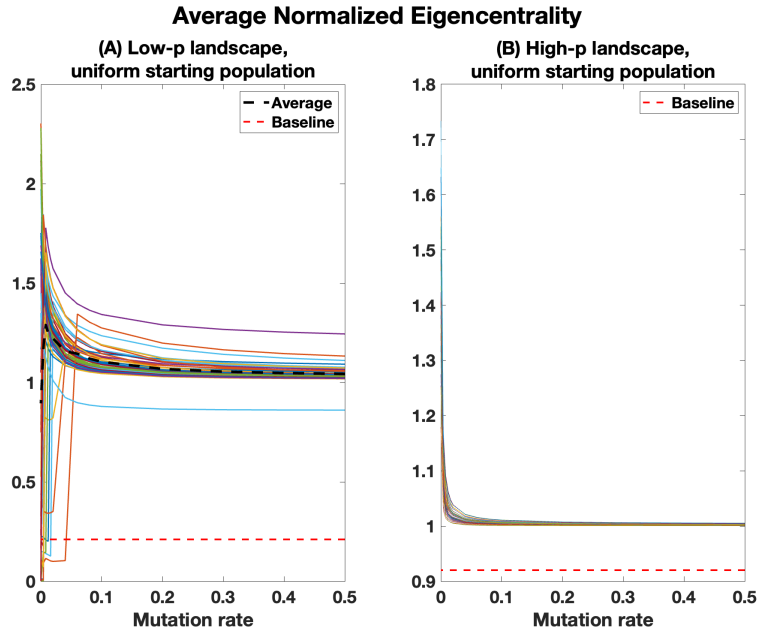 Average Normalized Eigencentrality
(A) Low-p landscape,
uniform starting population
2.5
2
1.5
1
0.5
0
0
0.1
0.2
0.3
0.4
0.5
Mutation rate
Average
Baseline
(B) High-p landscape,
uniform starting population
1.8
1.7
1.6
1.5
1.4
1.3
1.2
1.1
1
0.9
0
0.1
0.2
0.3
0.4
0.5
Mutation rate
Baseline